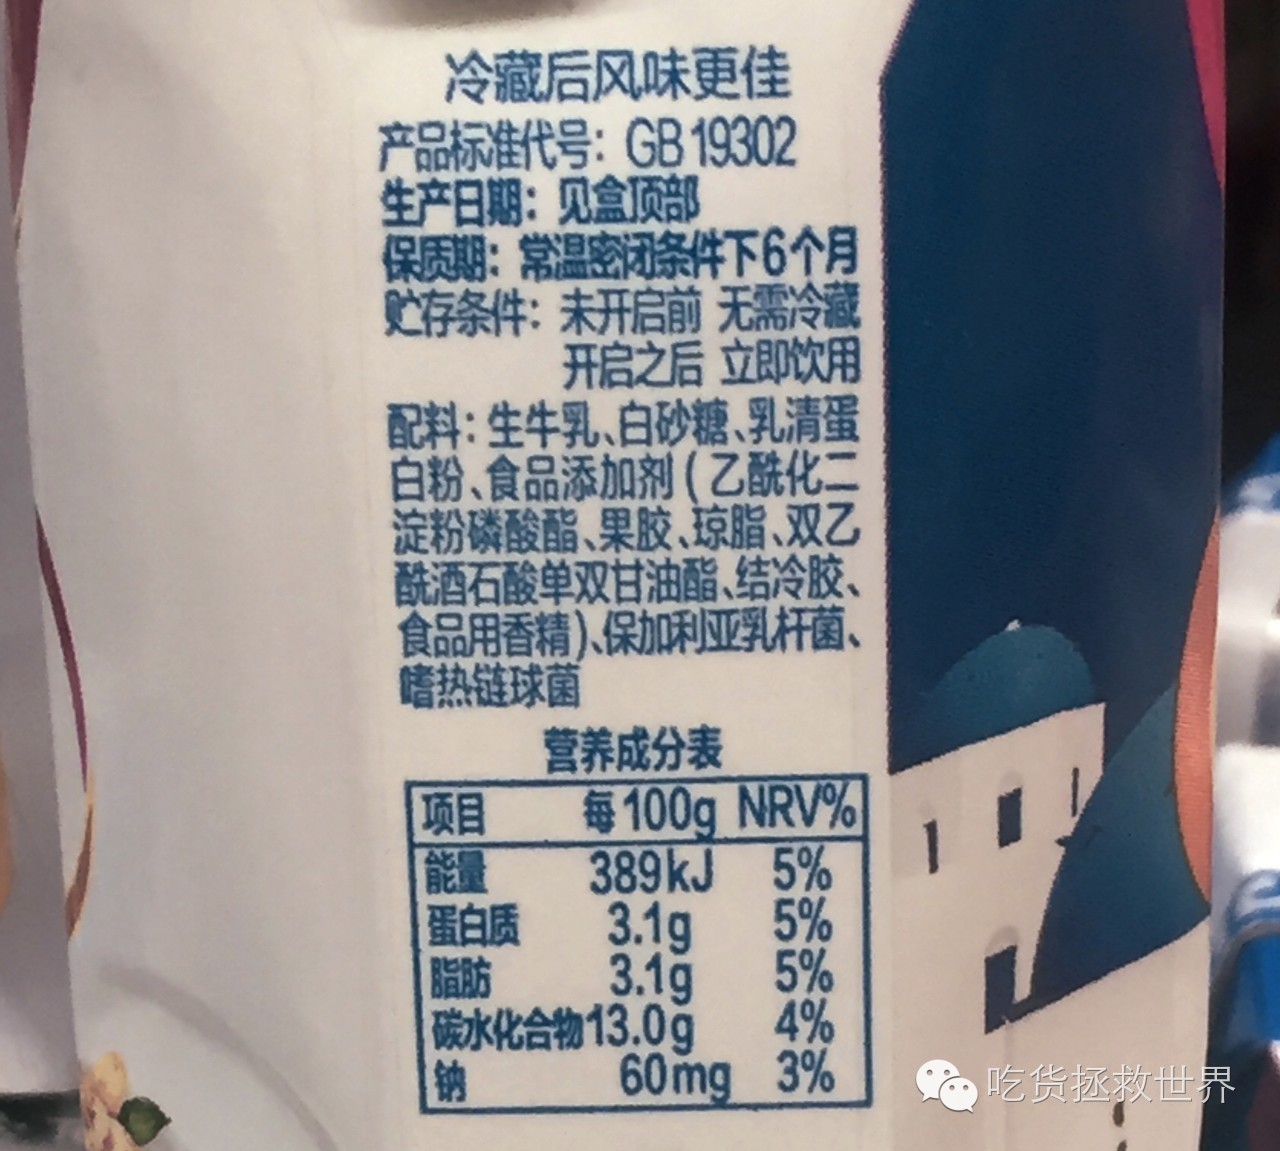 冷藏后风味更佳
产品标准代号：GB 19302
生产日期：见盒顶部
保质期：常温密闭条件下6个月
贮存条件：未开启前 无需冷藏
开启之后 立即饮用
配料：生牛乳、白砂糖、乳清蛋
白粉、食品添加剂（乙酰化二
淀粉磷酸酯、果胶、琼脂、双乙
酰酒石酸单双甘油酯、结冷胶、
食品用香精）、保加利亚乳杆菌、
嗜热链球菌
营养成分表
项目 每100g NRV%
能量 389kJ 5%
蛋白质 3.1g 5%
脂肪 3.1g 5%
碳水化合物 13.0g 4%
钠 60mg 3%
吃货拯救世界